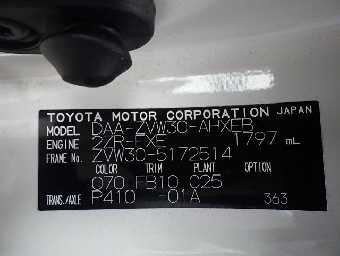 TOYOTA MOTOR CORPORATION JAPAN
MODEL DAA-ZVW30-AHXEB
ENGINE 2ZR-FXE 1797 mL
FRAME No. ZVW30-5172514
COLOR TRIM PLANT OPTION
070 FB10 C25
TRANS./AXLE P410 -01A 363